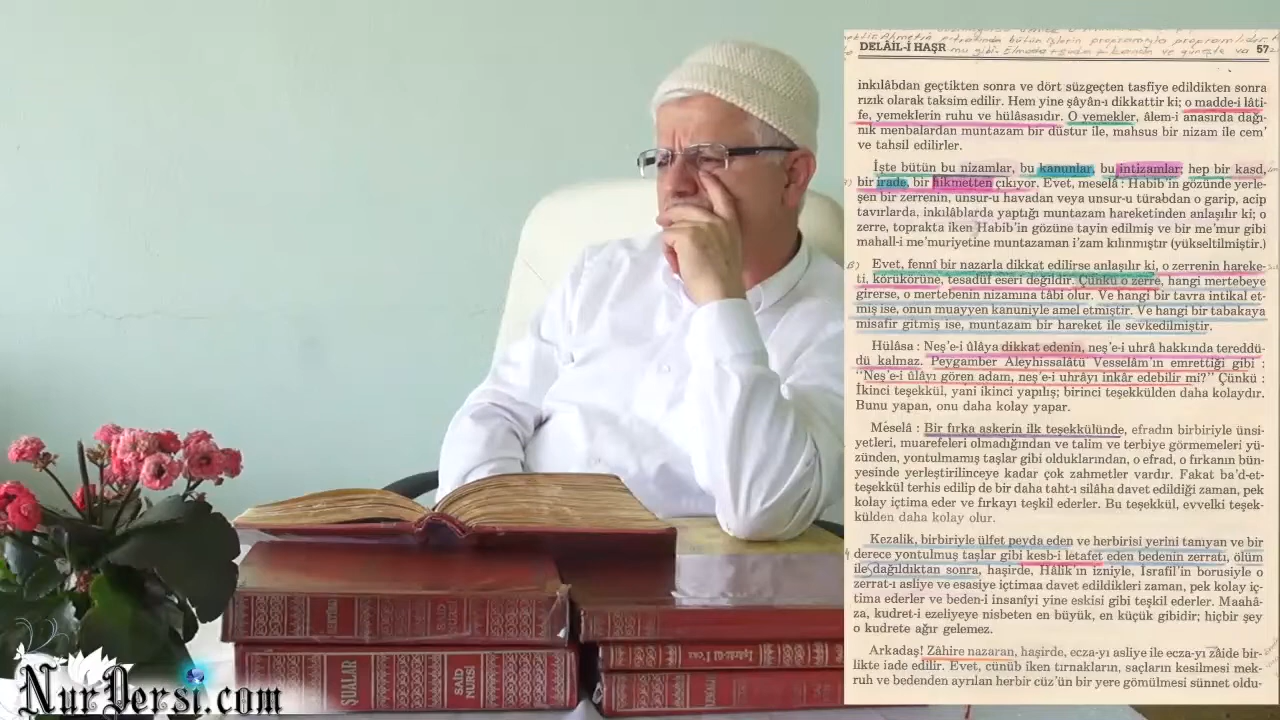 DELÂİL-İ HAŞR 57
inkılâbdan geçtikten sonra ve dört süzgeçten tasfiye edildikten sonra
rızık olarak taksim edilir. Hem yine şâyân-ı dikkattir ki; o madde-i lâti-
fe, yemeklerin ruhu ve hülâsasıdır. O yemekler, âlem-i anasırda dağı-
nık menbalardan muntazam bir düstur ile, mahsus bir nizam ile cem'
ve tahsil edilirler.
İşte bütün bu nizamlar, bu kanunlar, bu intizamlar; hep bir kasd,
bir irade, bir hikmetten çıkıyor. Evet, meselâ: Habib'in gözünde yerle-
şen bir zerrenin, unsur-u havadan veya unsur-u türabdan o garip, acip
tavırlarda, inkılâblarda yaptığı muntazam hareketinden anlaşılır ki; o
zerre, toprakta iken Habib'in gözüne tayin edilmiş ve bir me'mur gibi
mahall-i me'muriyetine muntazaman i'zam kılınmıştır (yükseltilmiştir.)
Evet, fennî bir nazarla dikkat edilirse anlaşılır ki, o zerrenin hareke-
ti, körükörüne, tesadüf eseri değildir. Çünkü o zerre, hangi mertebeye
girerse, o mertebenin nizamına tâbi olur. Ve hangi bir tavra intikal et-
miş ise, onun muayyen kanuniyle amel etmiştir. Ve hangi bir tabakaya
misafir gitmiş ise, muntazam bir hareket ile sevkedilmiştir.
Hülâsa : Neş'e-i ûlâya dikkat edenin, neş'e-i uhrâ hakkında tereddü-
dü kalmaz. Peygamber Aleyhissalâtü Vesselâm'ın emrettiği gibi :
"Neş'e-i ûlâyı gören adam, neş'e-i uhrâyı inkâr edebilir mi?" Çünkü :
İkinci teşekkül, yani ikinci yapılış; birinci teşekkülden daha kolaydır.
Bunu yapan, onu daha kolay yapar.
Meselâ : Bir fırka askerin ilk teşekkülünde, efradın birbiriyle ünsi-
yetleri, muarefeleri olmadığından ve talim ve terbiye görmemeleri yü-
zünden, yontulmamış taşlar gibi olduklarından, o efrad, o fırkanın bün-
yesinde yerleştirilinceye kadar çok zahmetler vardır. Fakat ba'd-et-
teşekkül terhis edilip de bir daha taht-ı silâha davet edildiği zaman, pek
kolay içtima eder ve fırkayı teşkil ederler. Bu teşekkül, evvelki teşek-
külden daha kolay olur.
Kezalik, birbiriyle ülfet peyda eden ve herbirisi yerini tanıyan ve bir
derece yontulmuş taşlar gibi kesb-i letafet eden bedenin zerratı, ölüm
ile dağıldıktan sonra, haşirde, Hâlik'ın izniyle, İsrafil'in borusiyle o
zerrat-ı asliye ve esasiye içtimaa davet edildikleri zaman, pek kolay iç-
tima ederler ve beden-i insanîyi yine eskisi gibi teşkil ederler. Maahâ-
za, kudret-i ezeliyeye nisbeten en büyük, en küçük gibidir; hiçbir şey
o kudrete ağır gelemez.
Arkadaş! Zâhire nazaran, haşirde, ecza-yı asliye ile ecza-yı zâide bir-
likte iade edilir. Evet, cünüb iken tırnakların, saçların kesilmesi mek-
ruh ve bedenden ayrılan herbir cüz'ün bir yere gömülmesi sünnet oldu-
ŞUALAR
SAİD
NURSİ
NurDersi.com